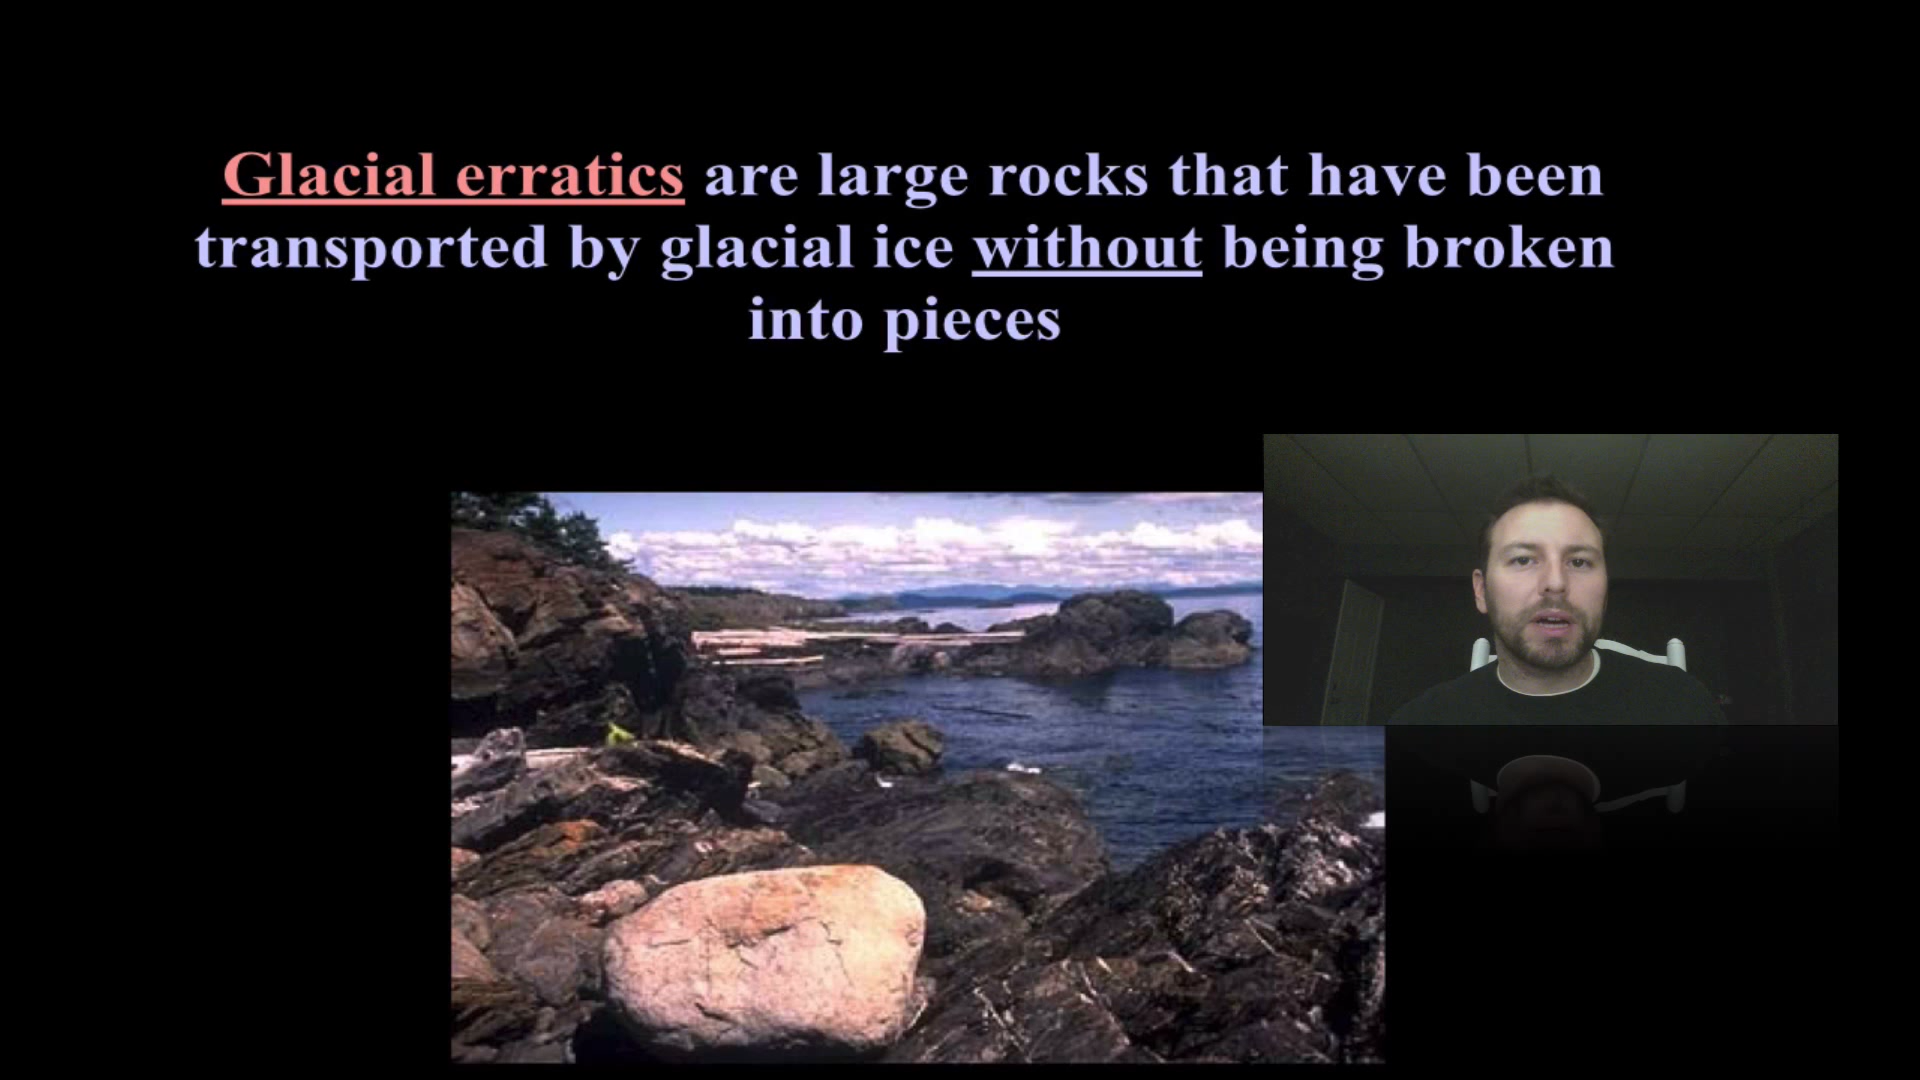 Glacial erratics are large rocks that have been
transported by glacial ice without being broken
into pieces